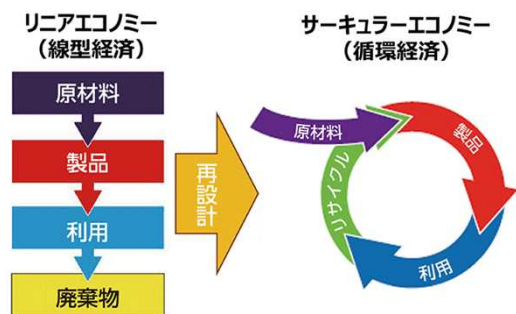 リニアエコノミー
(線型経済)
原材料
製品
利用
廃棄物
再設計
サーキュラーエコノミー
(循環経済)
原材料
製品
利用
リサイクル